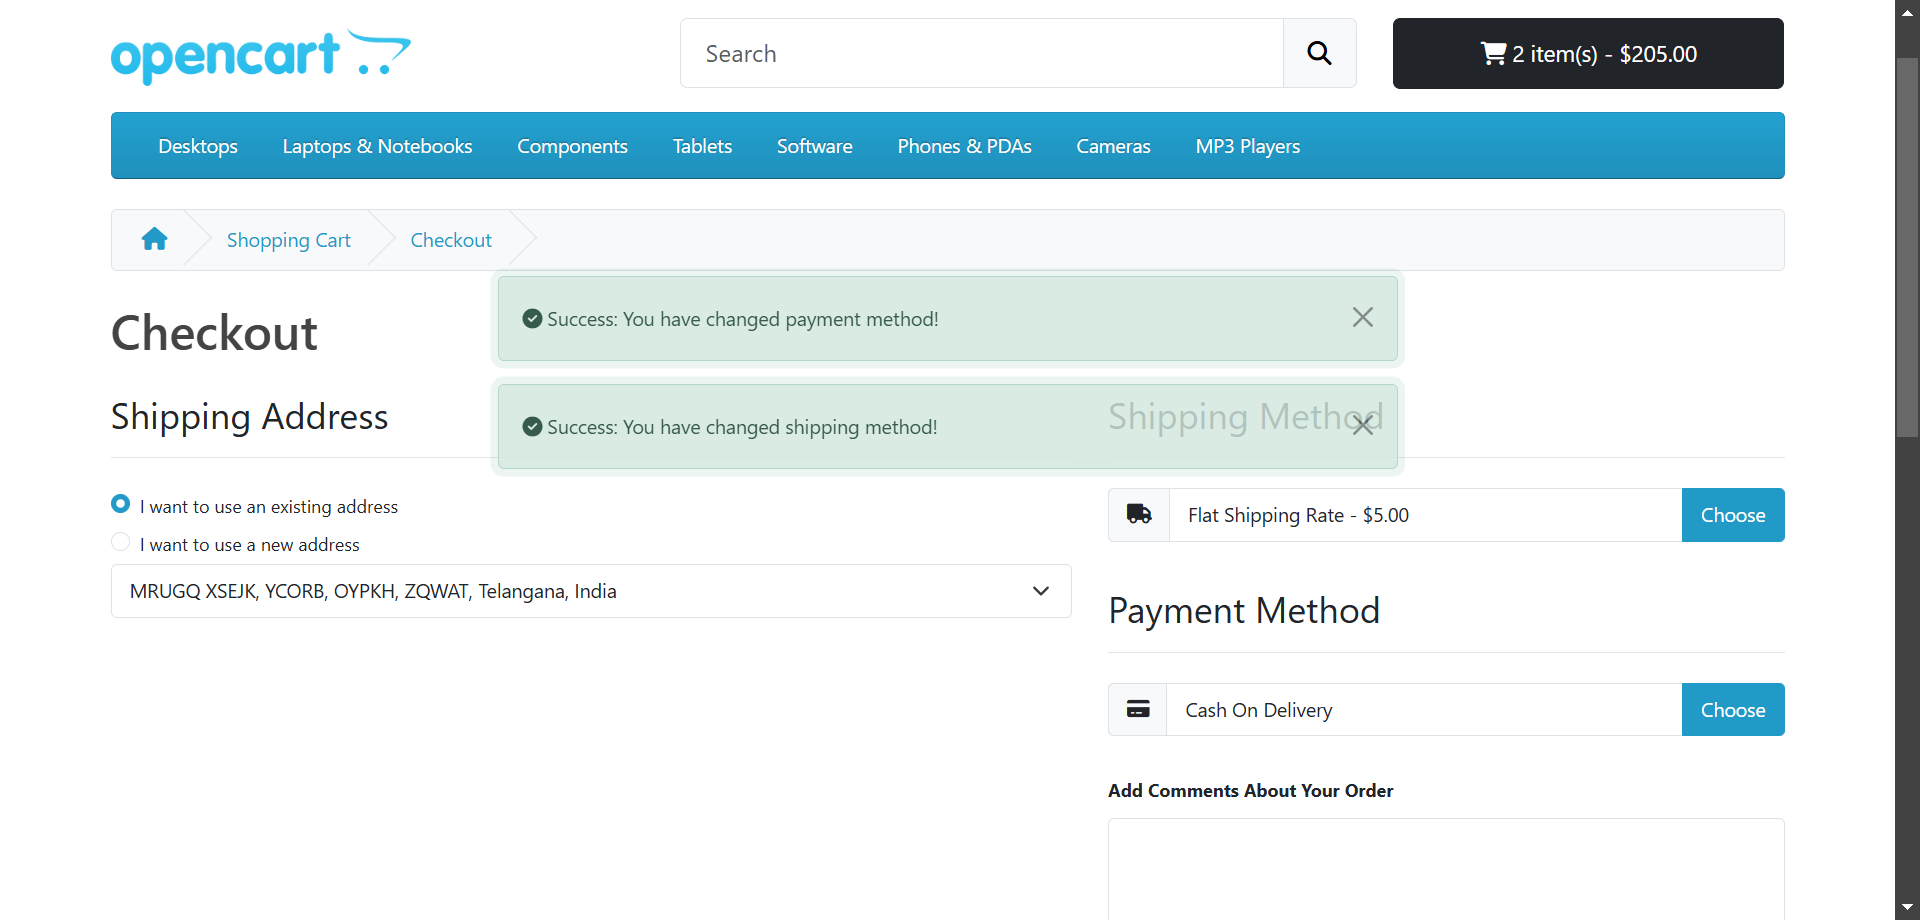 opencart
Search
2 item(s) - $205.00
Desktops
Laptops & Notebooks
Components
Tablets
Software
Phones & PDAs
Cameras
MP3 Players
Shopping Cart
Checkout
Success: You have changed payment method!
Checkout
Success: You have changed shipping method!
Shipping Address
I want to use an existing address
I want to use a new address
MRUGQ XSEJK, YCORB, OYPKH, ZQWAT, Telangana, India
Shipping Method
Flat Shipping Rate - $5.00
Choose
Payment Method
Cash On Delivery
Choose
Add Comments About Your Order